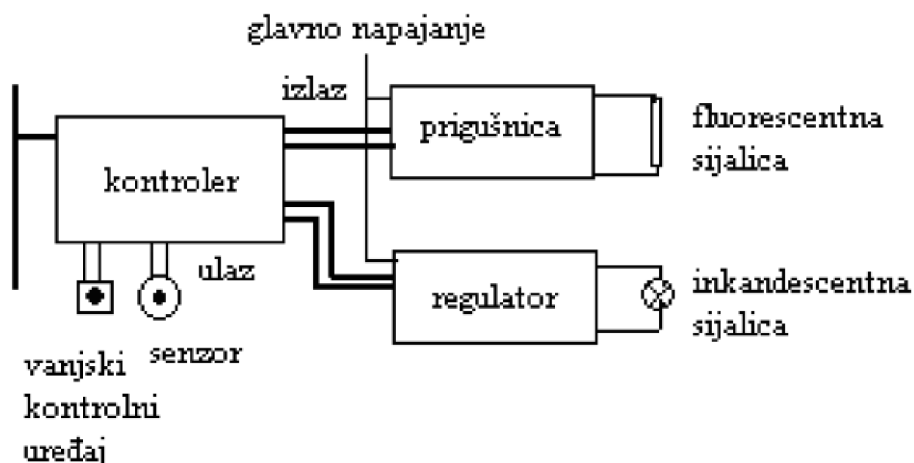 glavno napajanje
izlaz
prigušnica
fluorescentna
sijalica
kontroler
ulaz
regulator
inkandescentna
sijalica
senzor
vanjski
kontrolni
uređaj